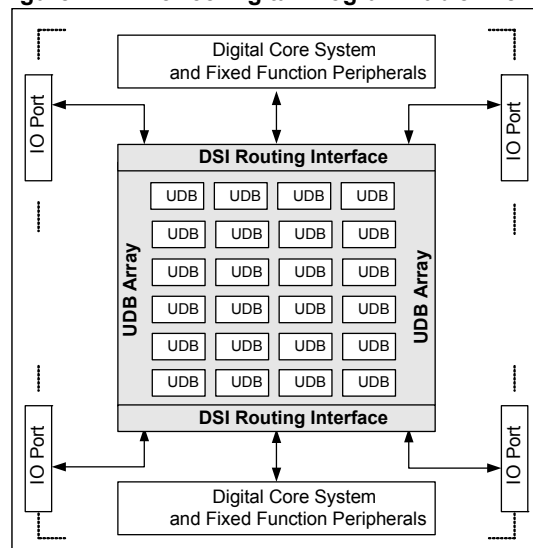 Digital Core System
and Fixed Function Peripherals
IO Port
IO Port
DSI Routing Interface
UDB Array
UDB Array
UDB UDB UDB UDB
UDB UDB UDB UDB
UDB UDB UDB UDB
UDB UDB UDB UDB
UDB UDB UDB UDB
UDB UDB UDB UDB
DSI Routing Interface
IO Port
IO Port
Digital Core System
and Fixed Function Peripherals